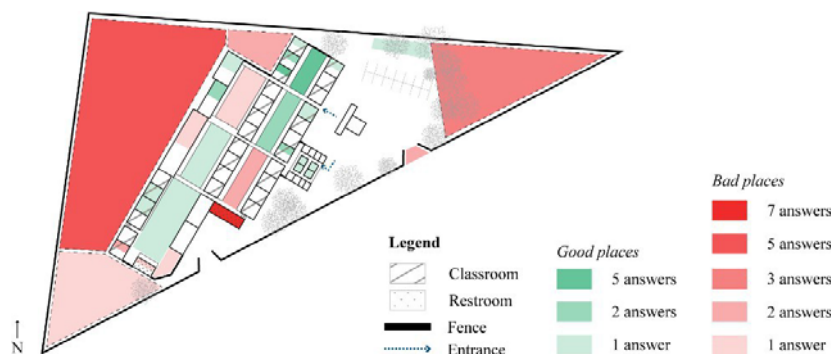 Legend
Classroom
Restroom
Fence
Entrance
Good places
5 answers
2 answers
1 answer
Bad places
7 answers
5 answers
3 answers
2 answers
1 answer
↑
N